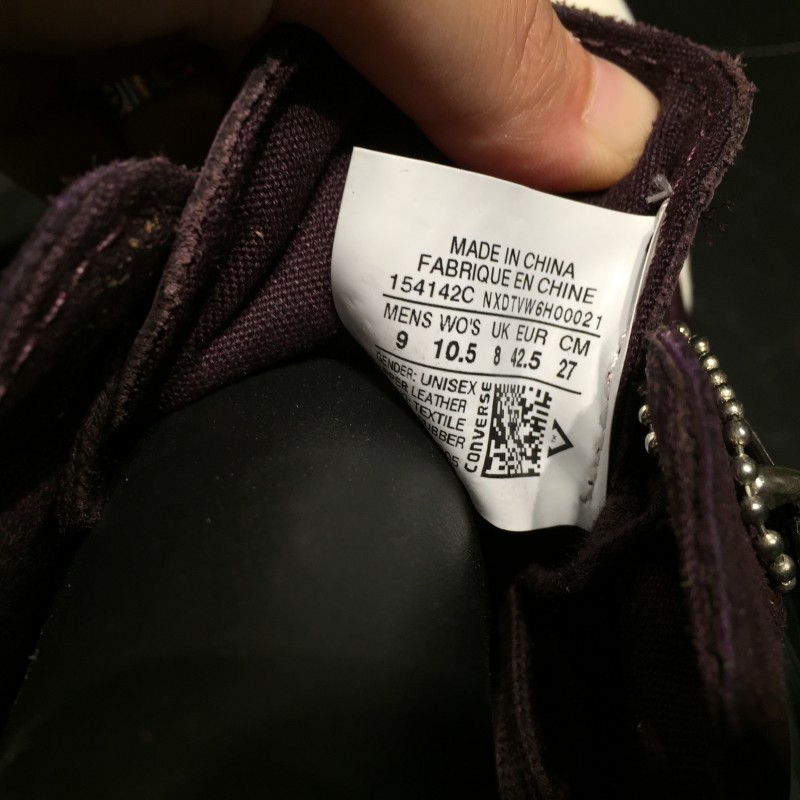 MADE IN CHINA
FABRIQUE EN CHINE
154142C NXDTVW6H00021
MENS WO'S UK EUR CM
9 10.5 8 42.5 27
GENDER: UNISEX
LEATHER
TEXTILE
CONVERSE
TM